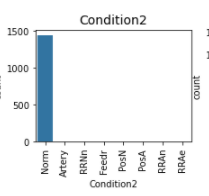 Condition2
1500
1000
500
0
Norm
Artery
RRNn
Feedr
PosN
PosA
RRAn
RRAe
Condition2
count